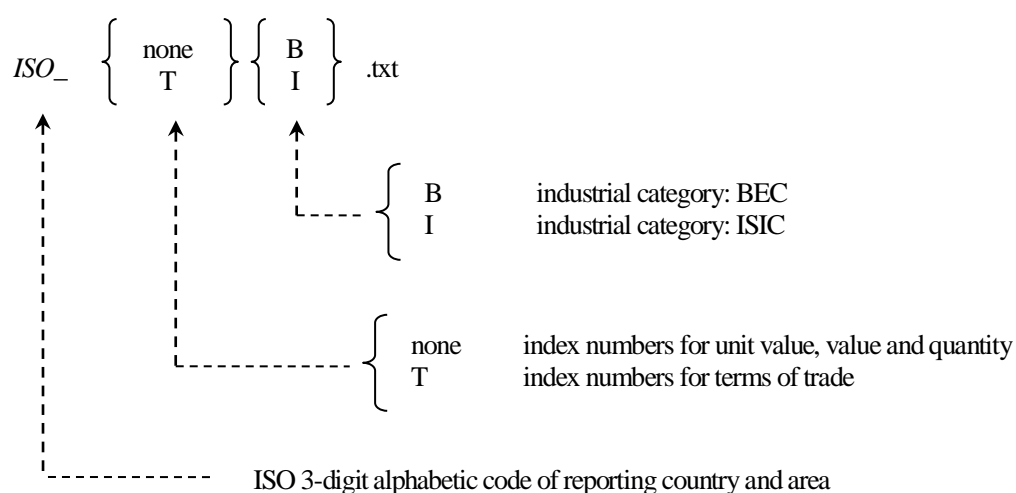 none B
ISO_ .txt
T I
B industrial category: BEC
I industrial category: ISIC
none index numbers for unit value, value and quantity
T index numbers for terms of trade
ISO 3-digit alphabetic code of reporting country and area